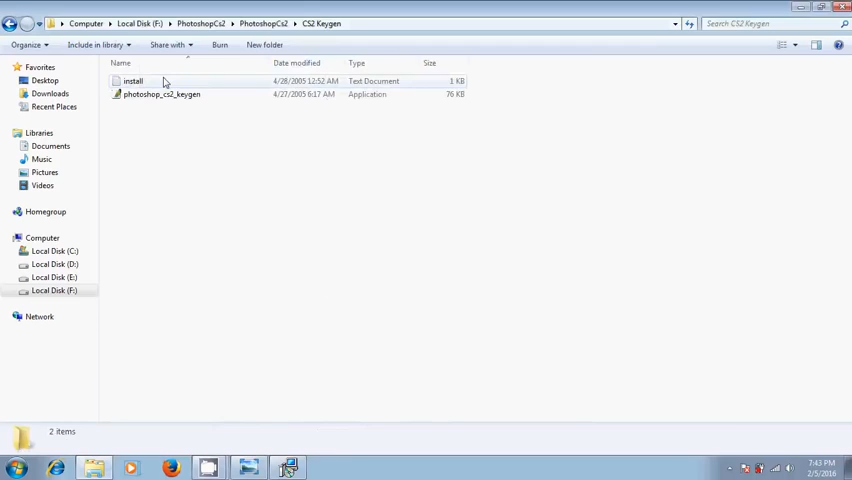 Computer ▸ Local Disk (F:) ▸ PhotoshopCs2 ▸ PhotoshopCs2 ▸ CS2 Keygen
Search CS2 Keygen
Organize Include in library Share with Burn New folder
Name Date modified Type Size
install 4/28/2005 12:52 AM Text Document 1 KB
photoshop_cs2_keygen 4/27/2005 6:17 AM Application 76 KB
Favorites
Desktop
Downloads
Recent Places
Libraries
Documents
Music
Pictures
Videos
Homegroup
Computer
Local Disk (C:)
Local Disk (D:)
Local Disk (E:)
Local Disk (F:)
Network
2 items
7:43 PM
2/5/2016